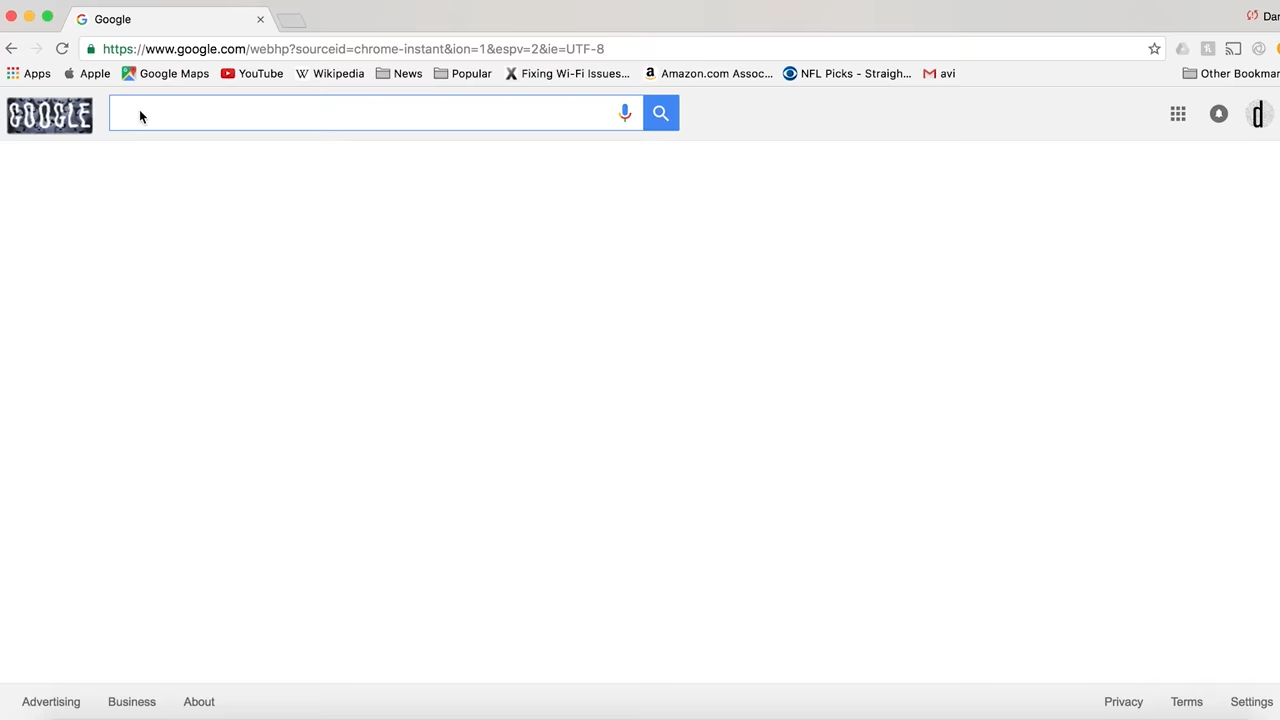 Google
Dan
https://www.google.com/webhp?sourceid=chrome-instant&ion=1&espv=2&ie=UTF-8
Apps Apple Google Maps YouTube Wikipedia News Popular Fixing Wi-Fi Issues... Amazon.com Assoc... NFL Picks - Straigh... avi Other Bookmar
GOOGLE
d
Advertising Business About Privacy Terms Settings